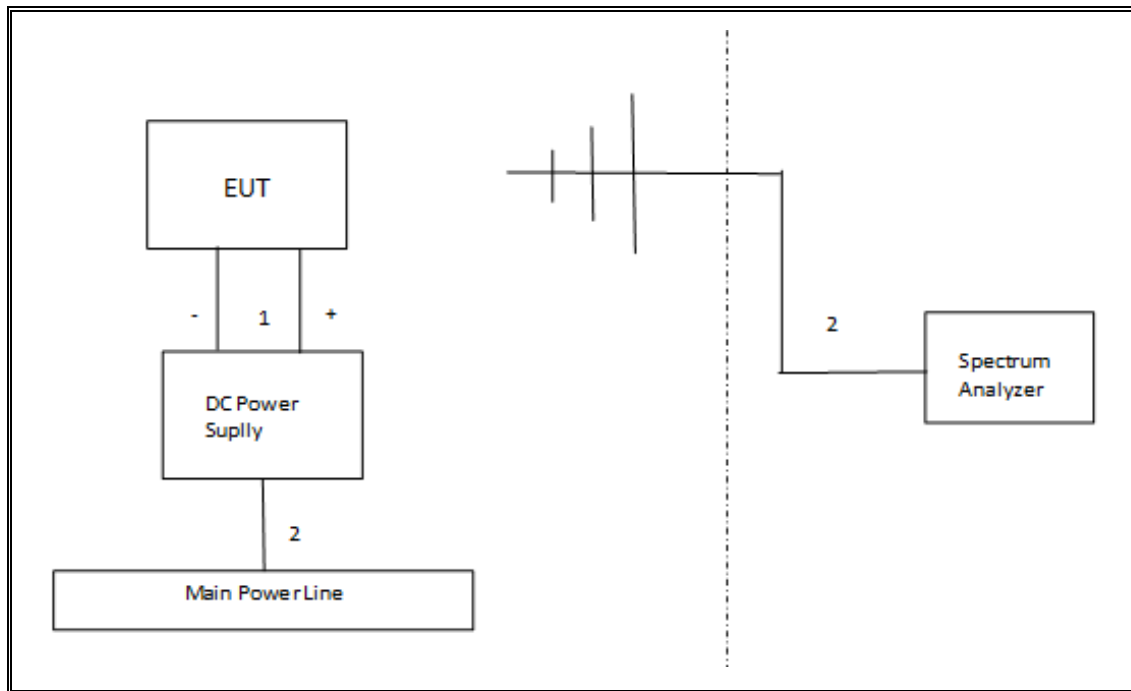 EUT
- 1 +
DC Power
Suplly
2
Main Power Line
2
Spectrum
Analyzer